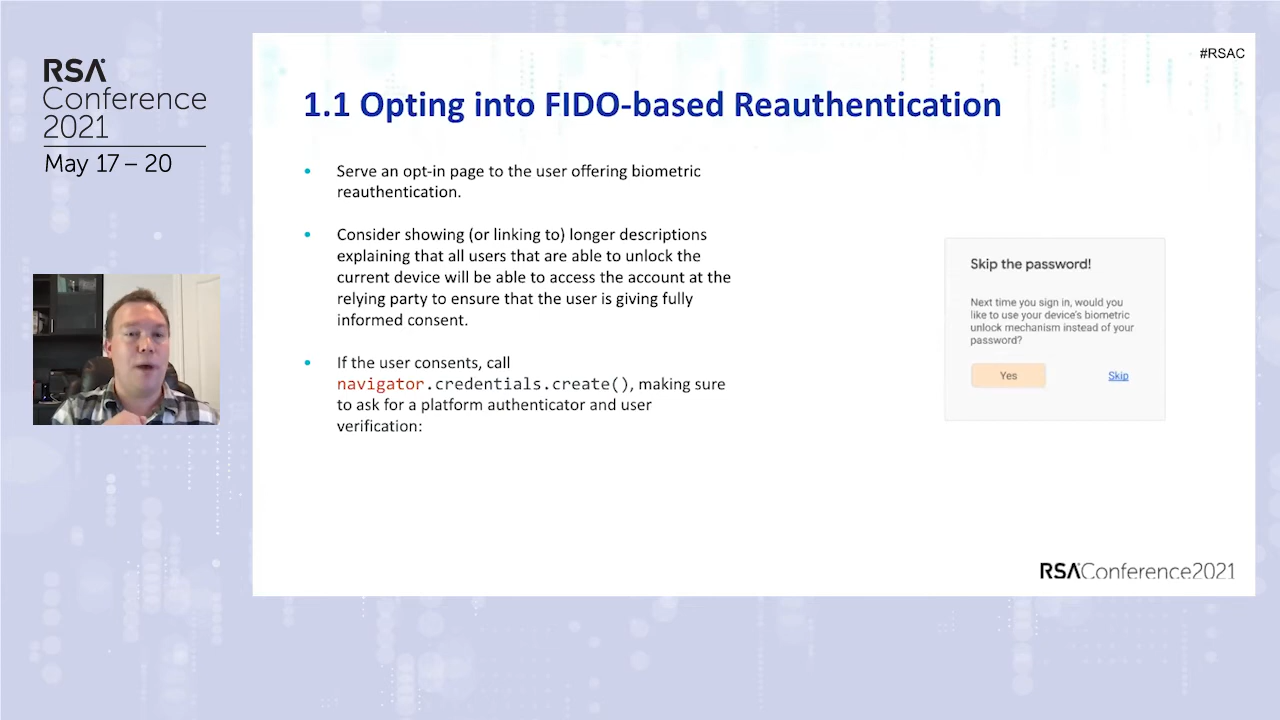 RSA
Conference
2021
May 17 – 20
#RSAC
1.1 Opting into FIDO-based Reauthentication
• Serve an opt-in page to the user offering biometric
reauthentication.
• Consider showing (or linking to) longer descriptions
explaining that all users that are able to unlock the
current device will be able to access the account at the
relying party to ensure that the user is giving fully
informed consent.
• If the user consents, call
navigator.credentials.create(), making sure
to ask for a platform authenticator and user
verification:
Skip the password!
Next time you sign in, would you
like to use your device's biometric
unlock mechanism instead of your
password?
Yes
Skip
RSAConference2021